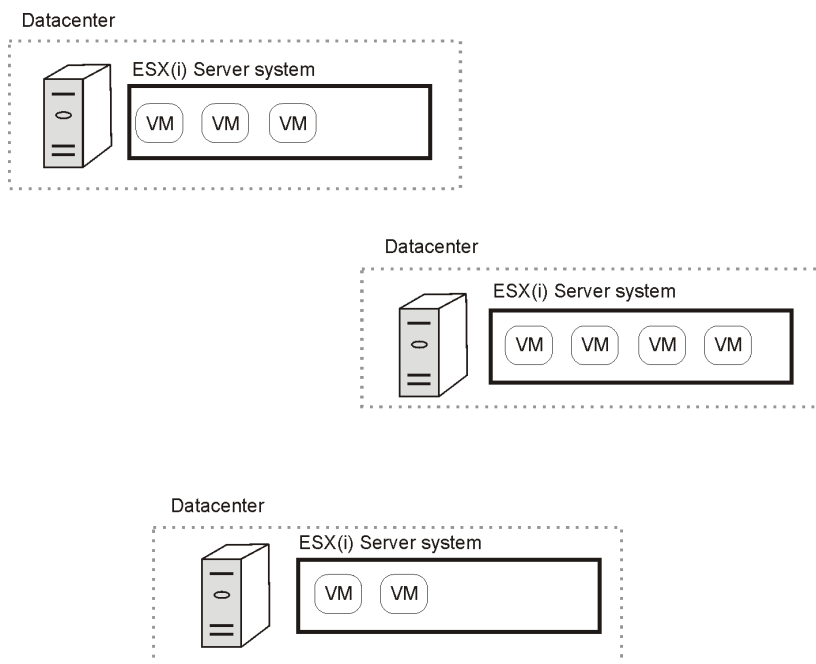 Datacenter
ESX(i) Server system
VM VM VM
Datacenter
ESX(i) Server system
VM VM VM VM
Datacenter
ESX(i) Server system
VM VM